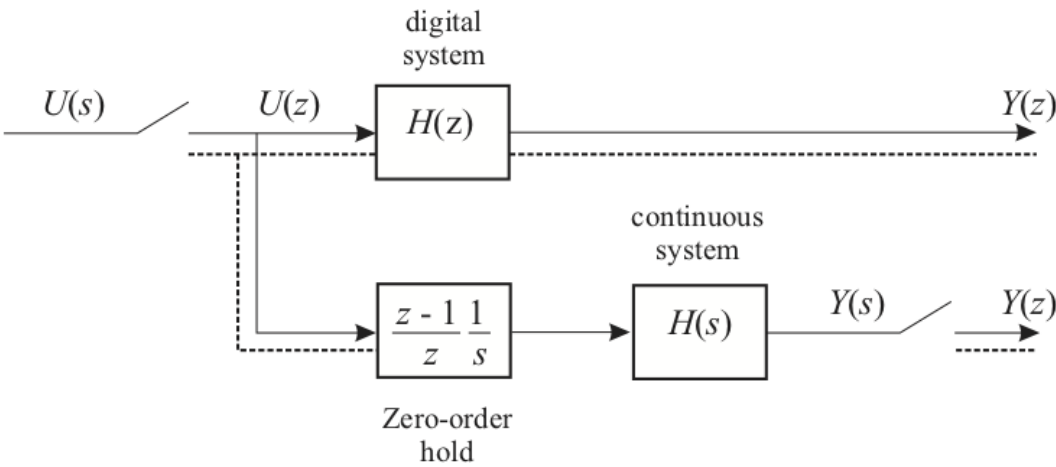 digital
system
U(s)
U(z)
H(z)
Y(z)
continuous
system
z - 1 1
z s
H(s)
Y(s)
Y(z)
Zero-order
hold